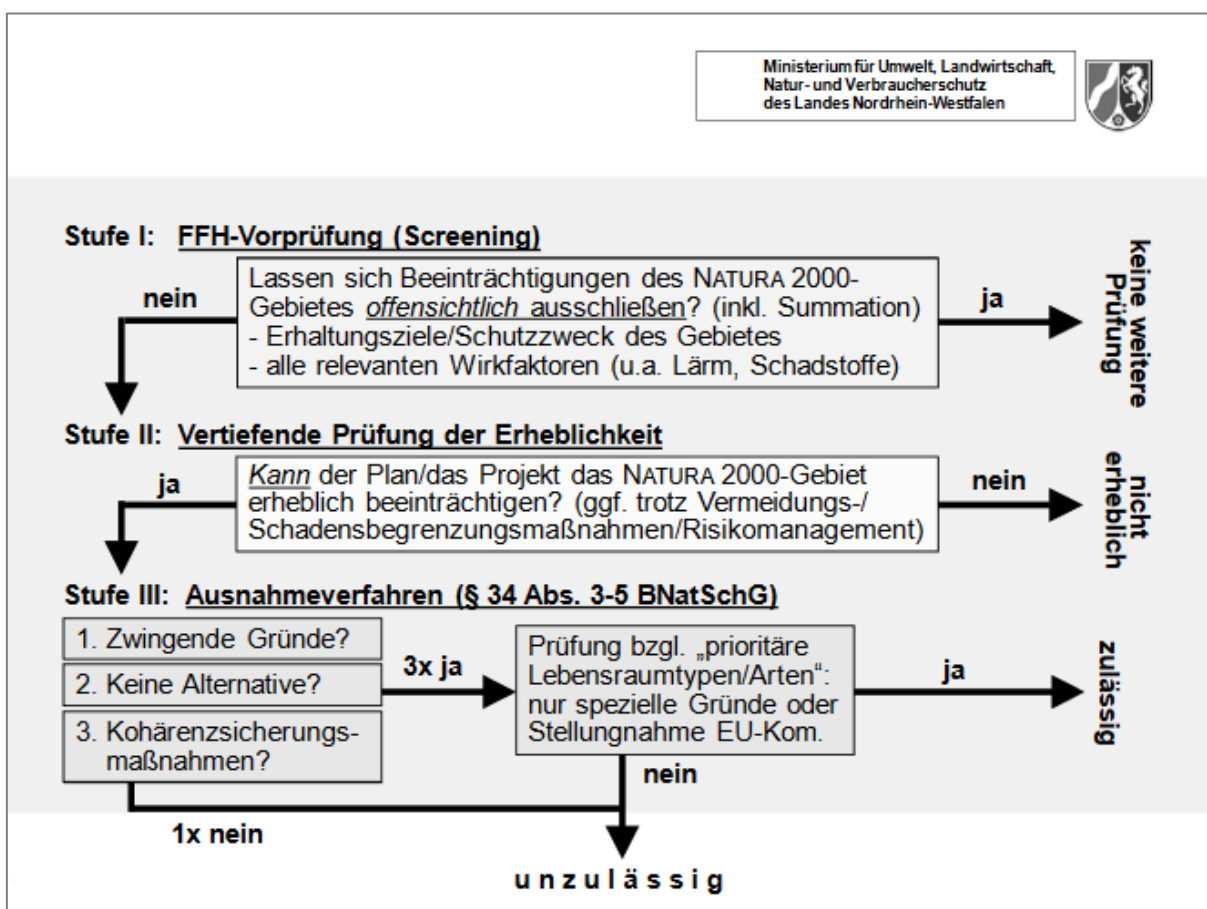 Ministerium für Umwelt, Landwirtschaft,
Natur- und Verbraucherschutz
des Landes Nordrhein-Westfalen
Stufe I: FFH-Vorprüfung (Screening)
nein
Lassen sich Beeinträchtigungen des NATURA 2000-
Gebietes offensichtlich ausschließen? (inkl. Summation)
- Erhaltungsziele/Schutzzweck des Gebietes
- alle relevanten Wirkfaktoren (u.a. Lärm, Schadstoffe)
ja
keine weitere
Prüfung
Stufe II: Vertiefende Prüfung der Erheblichkeit
ja
Kann der Plan/das Projekt das NATURA 2000-Gebiet
erheblich beeinträchtigen? (ggf. trotz Vermeidungs-/
Schadensbegrenzungsmaßnahmen/Risikomanagement)
nein
nicht
erheblich
Stufe III: Ausnahmeverfahren (§ 34 Abs. 3-5 BNatSchG)
1. Zwingende Gründe?
2. Keine Alternative?
3. Kohärenzsicherungs-
maßnahmen?
3x ja
Prüfung bzgl. „prioritäre
Lebensraumtypen/Arten“:
nur spezielle Gründe oder
Stellungnahme EU-Kom.
ja
zulässig
nein
1x nein
unzulässig